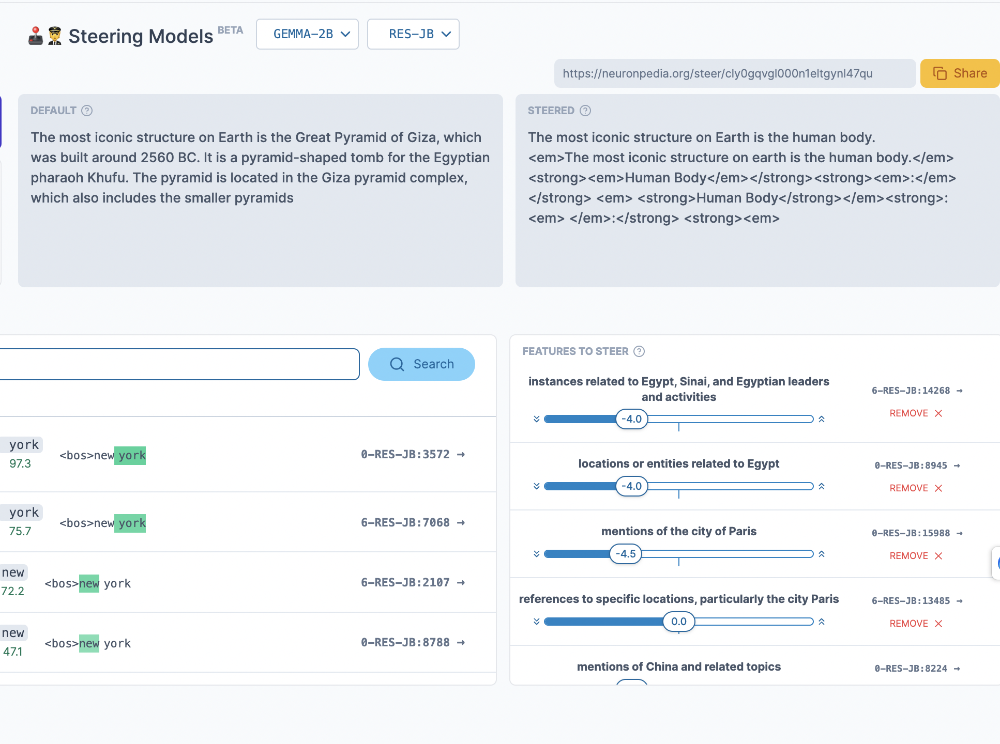 Steering Models BETA
GEMMA-2B
RES-JB
https://neuronpedia.org/steer/cly0gqvgl000n1eltgynl47qu
Share
DEFAULT
The most iconic structure on Earth is the Great Pyramid of Giza, which
was built around 2560 BC. It is a pyramid-shaped tomb for the Egyptian
pharaoh Khufu. The pyramid is located in the Giza pyramid complex,
which also includes the smaller pyramids
STEERED
The most iconic structure on Earth is the human body.
<em>The most iconic structure on earth is the human body.</em>
<strong><em>Human Body</em></strong><strong><em>:</em>
</strong> <em> <strong>Human Body</strong></em><strong>:
<em> </em>:</strong> <strong><em>
Search
york
97.3
<bos>new york
0-RES-JB:3572 →
york
75.7
<bos>new york
6-RES-JB:7068 →
new
72.2
<bos>new york
6-RES-JB:2107 →
new
47.1
<bos>new york
0-RES-JB:8788 →
FEATURES TO STEER
instances related to Egypt, Sinai, and Egyptian leaders
and activities
-4.0
6-RES-JB:14268 →
REMOVE
locations or entities related to Egypt
-4.0
0-RES-JB:8945 →
REMOVE
mentions of the city of Paris
-4.5
0-RES-JB:15988 →
REMOVE
references to specific locations, particularly the city Paris
0.0
6-RES-JB:13485 →
REMOVE
mentions of China and related topics
0-RES-JB:8224 →